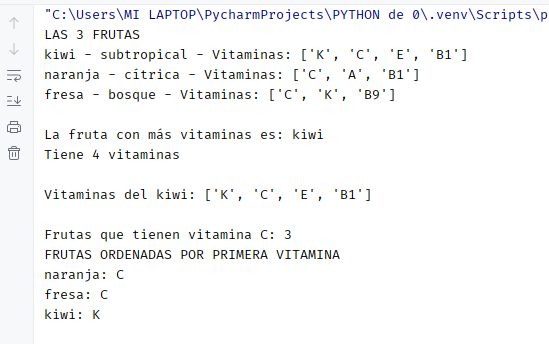 "C:\Users\MI LAPTOP\PycharmProjects\PYTHON de 0\.venv\Scripts\p
LAS 3 FRUTAS
kiwi - subtropical - Vitaminas: ['K', 'C', 'E', 'B1']
naranja - cítrica - Vitaminas: ['C', 'A', 'B1']
fresa - bosque - Vitaminas: ['C', 'K', 'B9']
La fruta con más vitaminas es: kiwi
Tiene 4 vitaminas
Vitaminas del kiwi: ['K', 'C', 'E', 'B1']
Frutas que tienen vitamina C: 3
FRUTAS ORDENADAS POR PRIMERA VITAMINA
naranja: C
fresa: C
kiwi: K